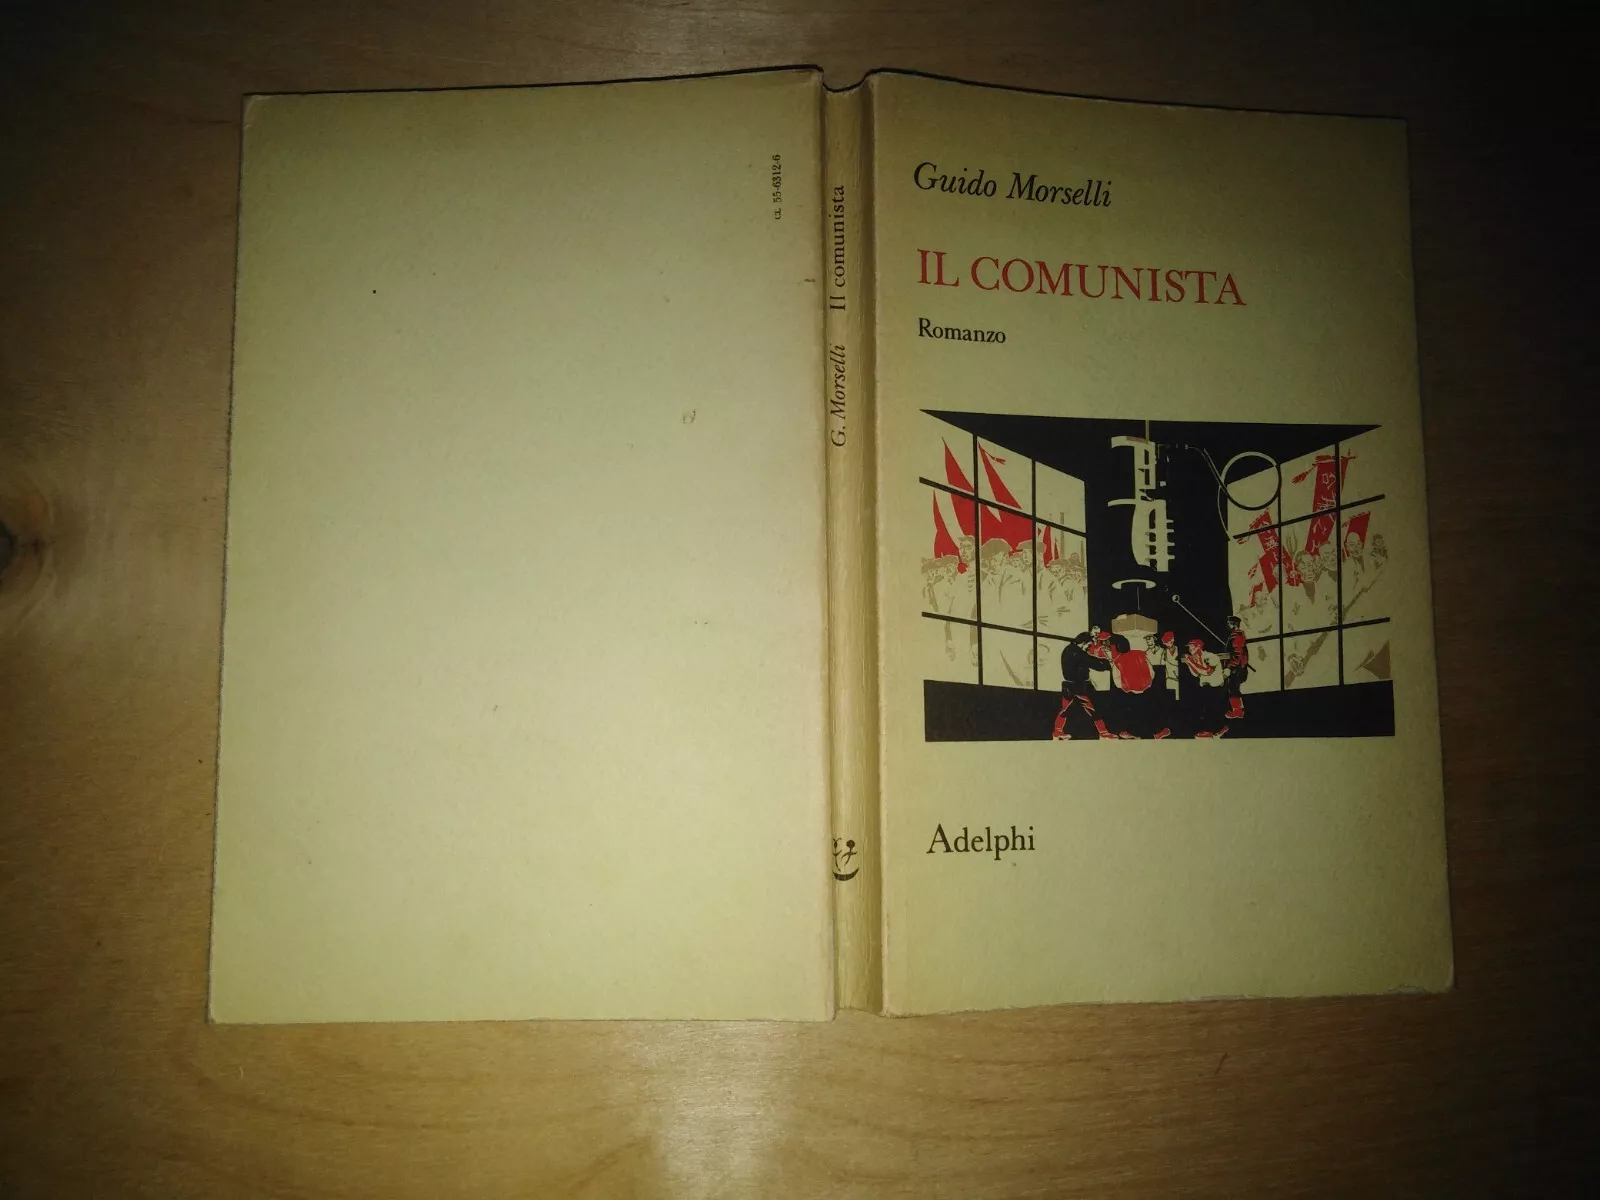 Guido Morselli
IL COMUNISTA
Romanzo
Adelphi
G. Morselli Il comunista
CL 55-6312-6